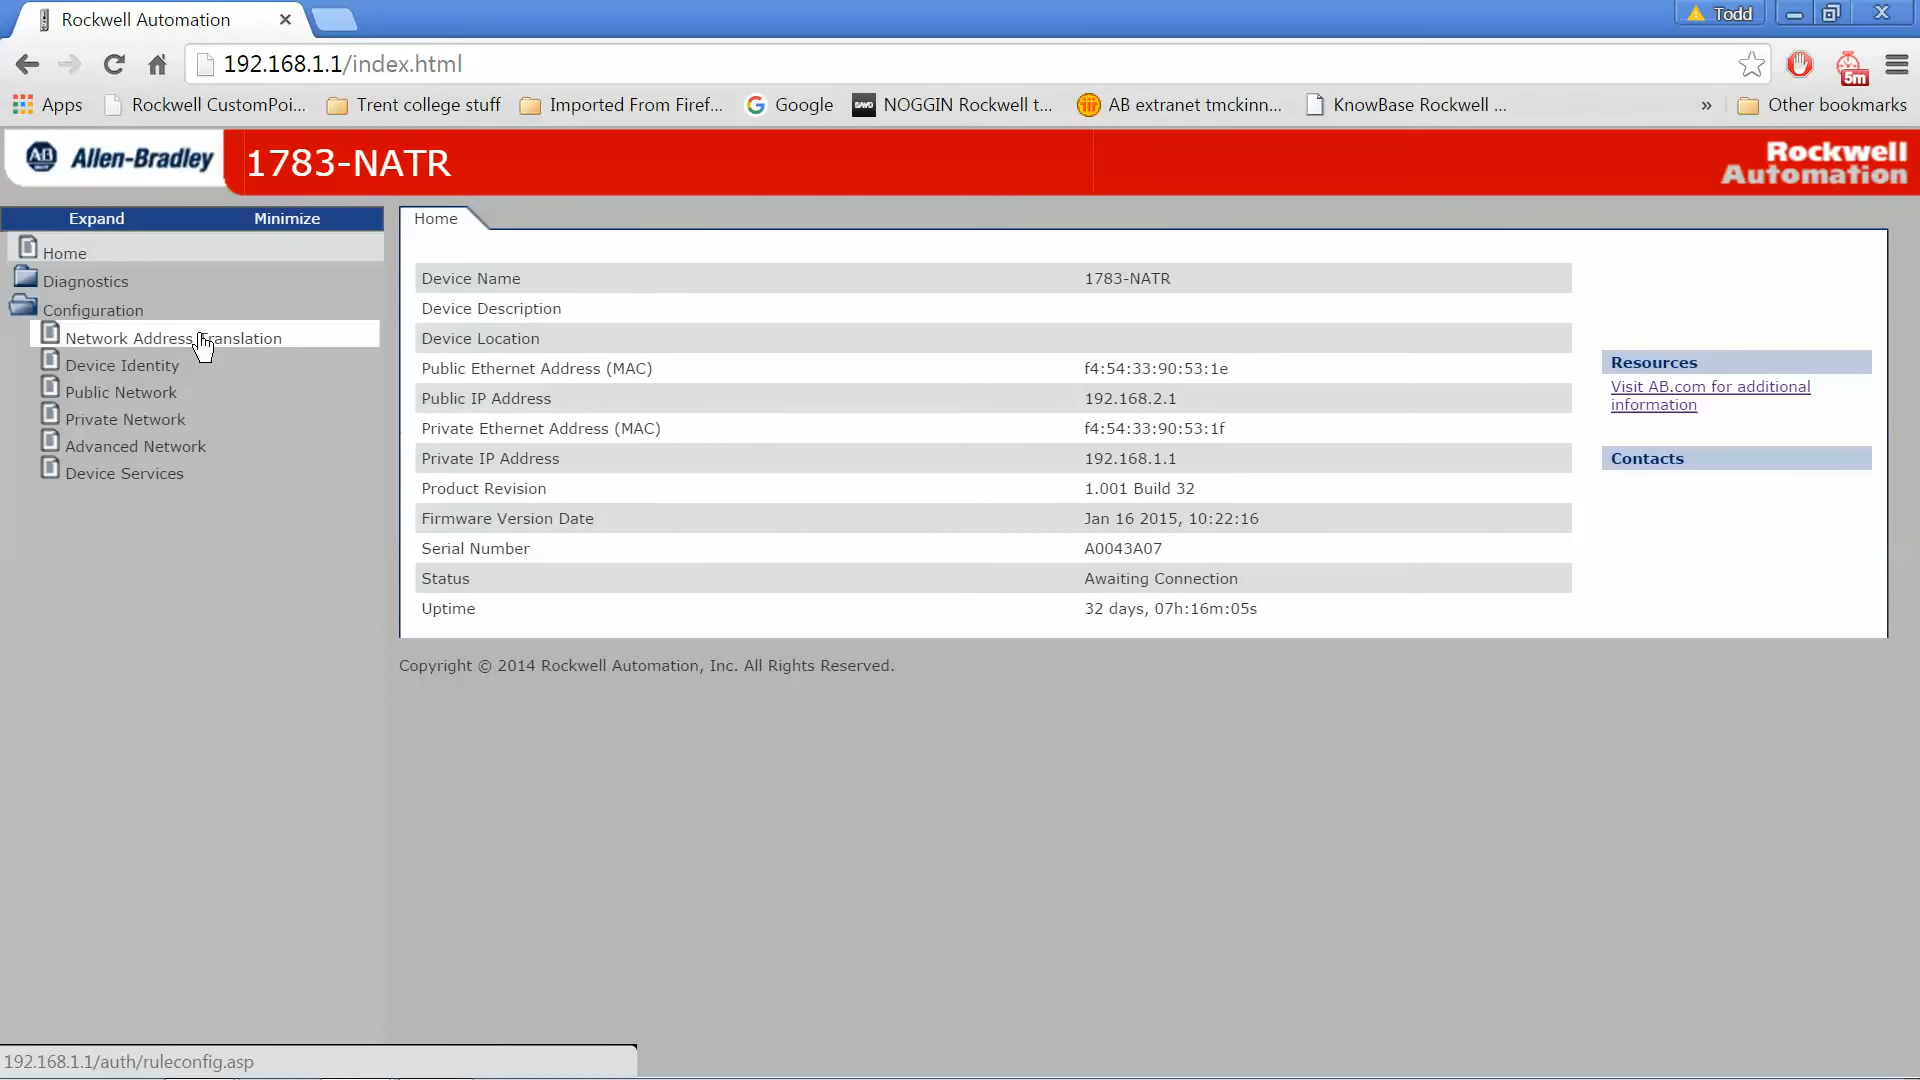 Rockwell Automation
Todd
192.168.1.1/index.html
5m
Apps
Rockwell CustomPoi...
Trent college stuff
Imported From Firef...
Google
NOGGIN Rockwell t...
AB extranet tmckinn...
KnowBase Rockwell ...
»
Other bookmarks
AB Allen-Bradley
1783-NATR
Rockwell
Automation
Expand
Minimize
Home
Diagnostics
Configuration
Network Address Translation
Device Identity
Public Network
Private Network
Advanced Network
Device Services
Home
Device Name 1783-NATR
Device Description
Device Location
Public Ethernet Address (MAC) f4:54:33:90:53:1e
Public IP Address 192.168.2.1
Private Ethernet Address (MAC) f4:54:33:90:53:1f
Private IP Address 192.168.1.1
Product Revision 1.001 Build 32
Firmware Version Date Jan 16 2015, 10:22:16
Serial Number A0043A07
Status Awaiting Connection
Uptime 32 days, 07h:16m:05s
Resources
Visit AB.com for additional
information
Contacts
Copyright © 2014 Rockwell Automation, Inc. All Rights Reserved.
192.168.1.1/auth/ruleconfig.asp